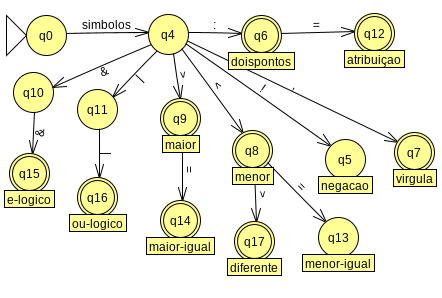 q0
simbolos
q4
:
q6
=
q12
doispontos
atribuiçao
&
|
>
<
!
,
q10
q11
q9
maior
q8
menor
q5
negacao
q7
virgula
&
|
=
>
=
q15
e-logico
q16
ou-logico
q14
maior-igual
q17
diferente
q13
menor-igual